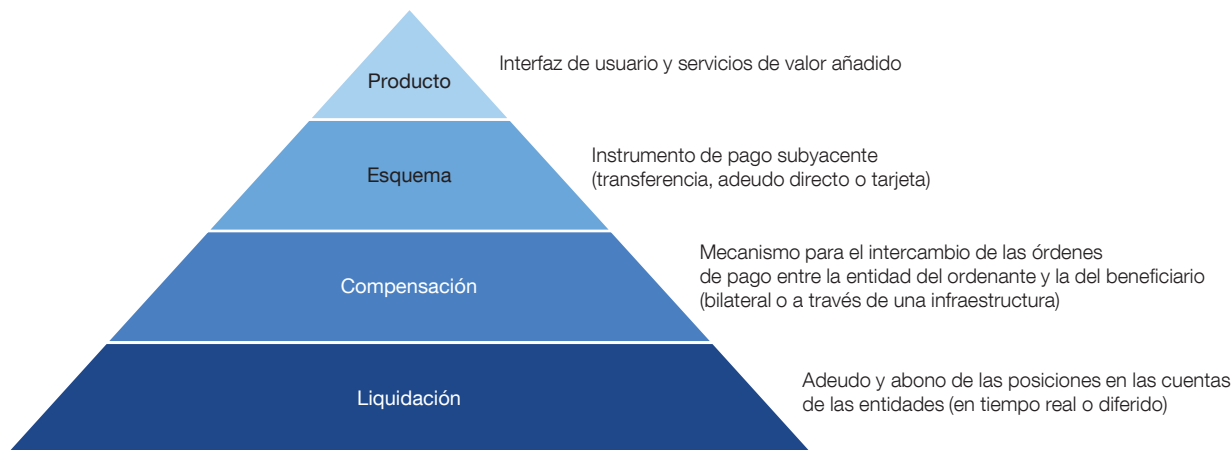 Producto
Interfaz de usuario y servicios de valor añadido
Esquema
Instrumento de pago subyacente
(transferencia, adeudo directo o tarjeta)
Compensación
Mecanismo para el intercambio de las órdenes
de pago entre la entidad del ordenante y la del beneficiario
(bilateral o a través de una infraestructura)
Liquidación
Adeudo y abono de las posiciones en las cuentas
de las entidades (en tiempo real o diferido)